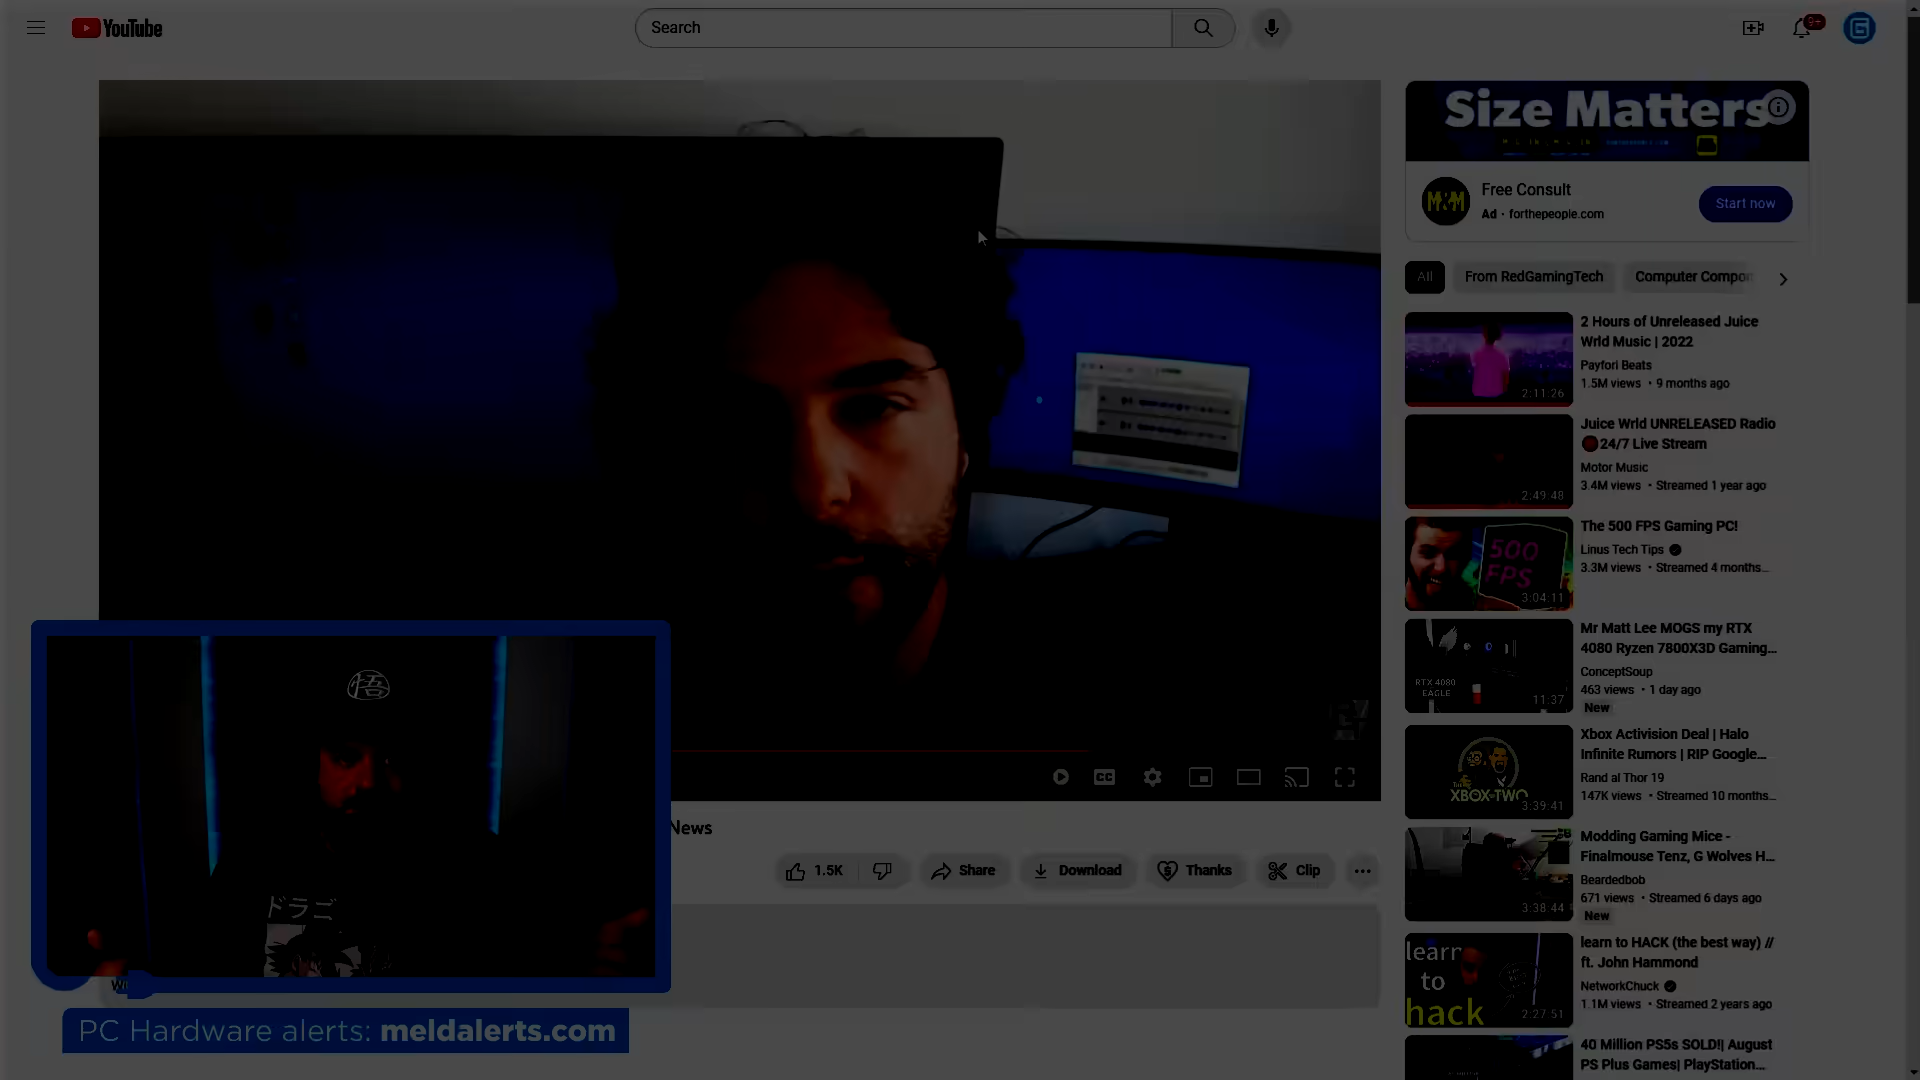 YouTube
Search
9+
Size Matters
Free Consult
Ad · forthepeople.com
Start now
All
From RedGamingTech
Computer Compon
2 Hours of Unreleased Juice
Wrld Music | 2022
Payfori Beats
1.5M views • 9 months ago
2:11:26
Juice Wrld UNRELEASED Radio
🔴24/7 Live Stream
Motor Music
3.4M views • Streamed 1 year ago
2:49:48
The 500 FPS Gaming PC!
Linus Tech Tips
3.3M views • Streamed 4 months...
500
FPS
3:04:11
Mr Matt Lee MOGS my RTX
4080 Ryzen 7800X3D Gaming...
ConceptSoup
463 views • 1 day ago
New
RTX 4080
EAGLE
11:37
Xbox Activision Deal | Halo
Infinite Rumors | RIP Google...
Rand al Thor 19
147K views • Streamed 10 months...
XBOX TWO
3:39:41
Modding Gaming Mice -
Finalmouse Tenz, G Wolves H...
Beardedbob
671 views • Streamed 6 days ago
New
3:38:44
learn to HACK (the best way) //
ft. John Hammond
NetworkChuck
1.1M views • Streamed 2 years ago
learn
to
hack
2:27:51
40 Million PS5s SOLD!| August
PS Plus Games| PlayStation...
CC
News
1.5K
Share
Download
Thanks
Clip
悟
ドラゴ
PC Hardware alerts: meldalerts.com